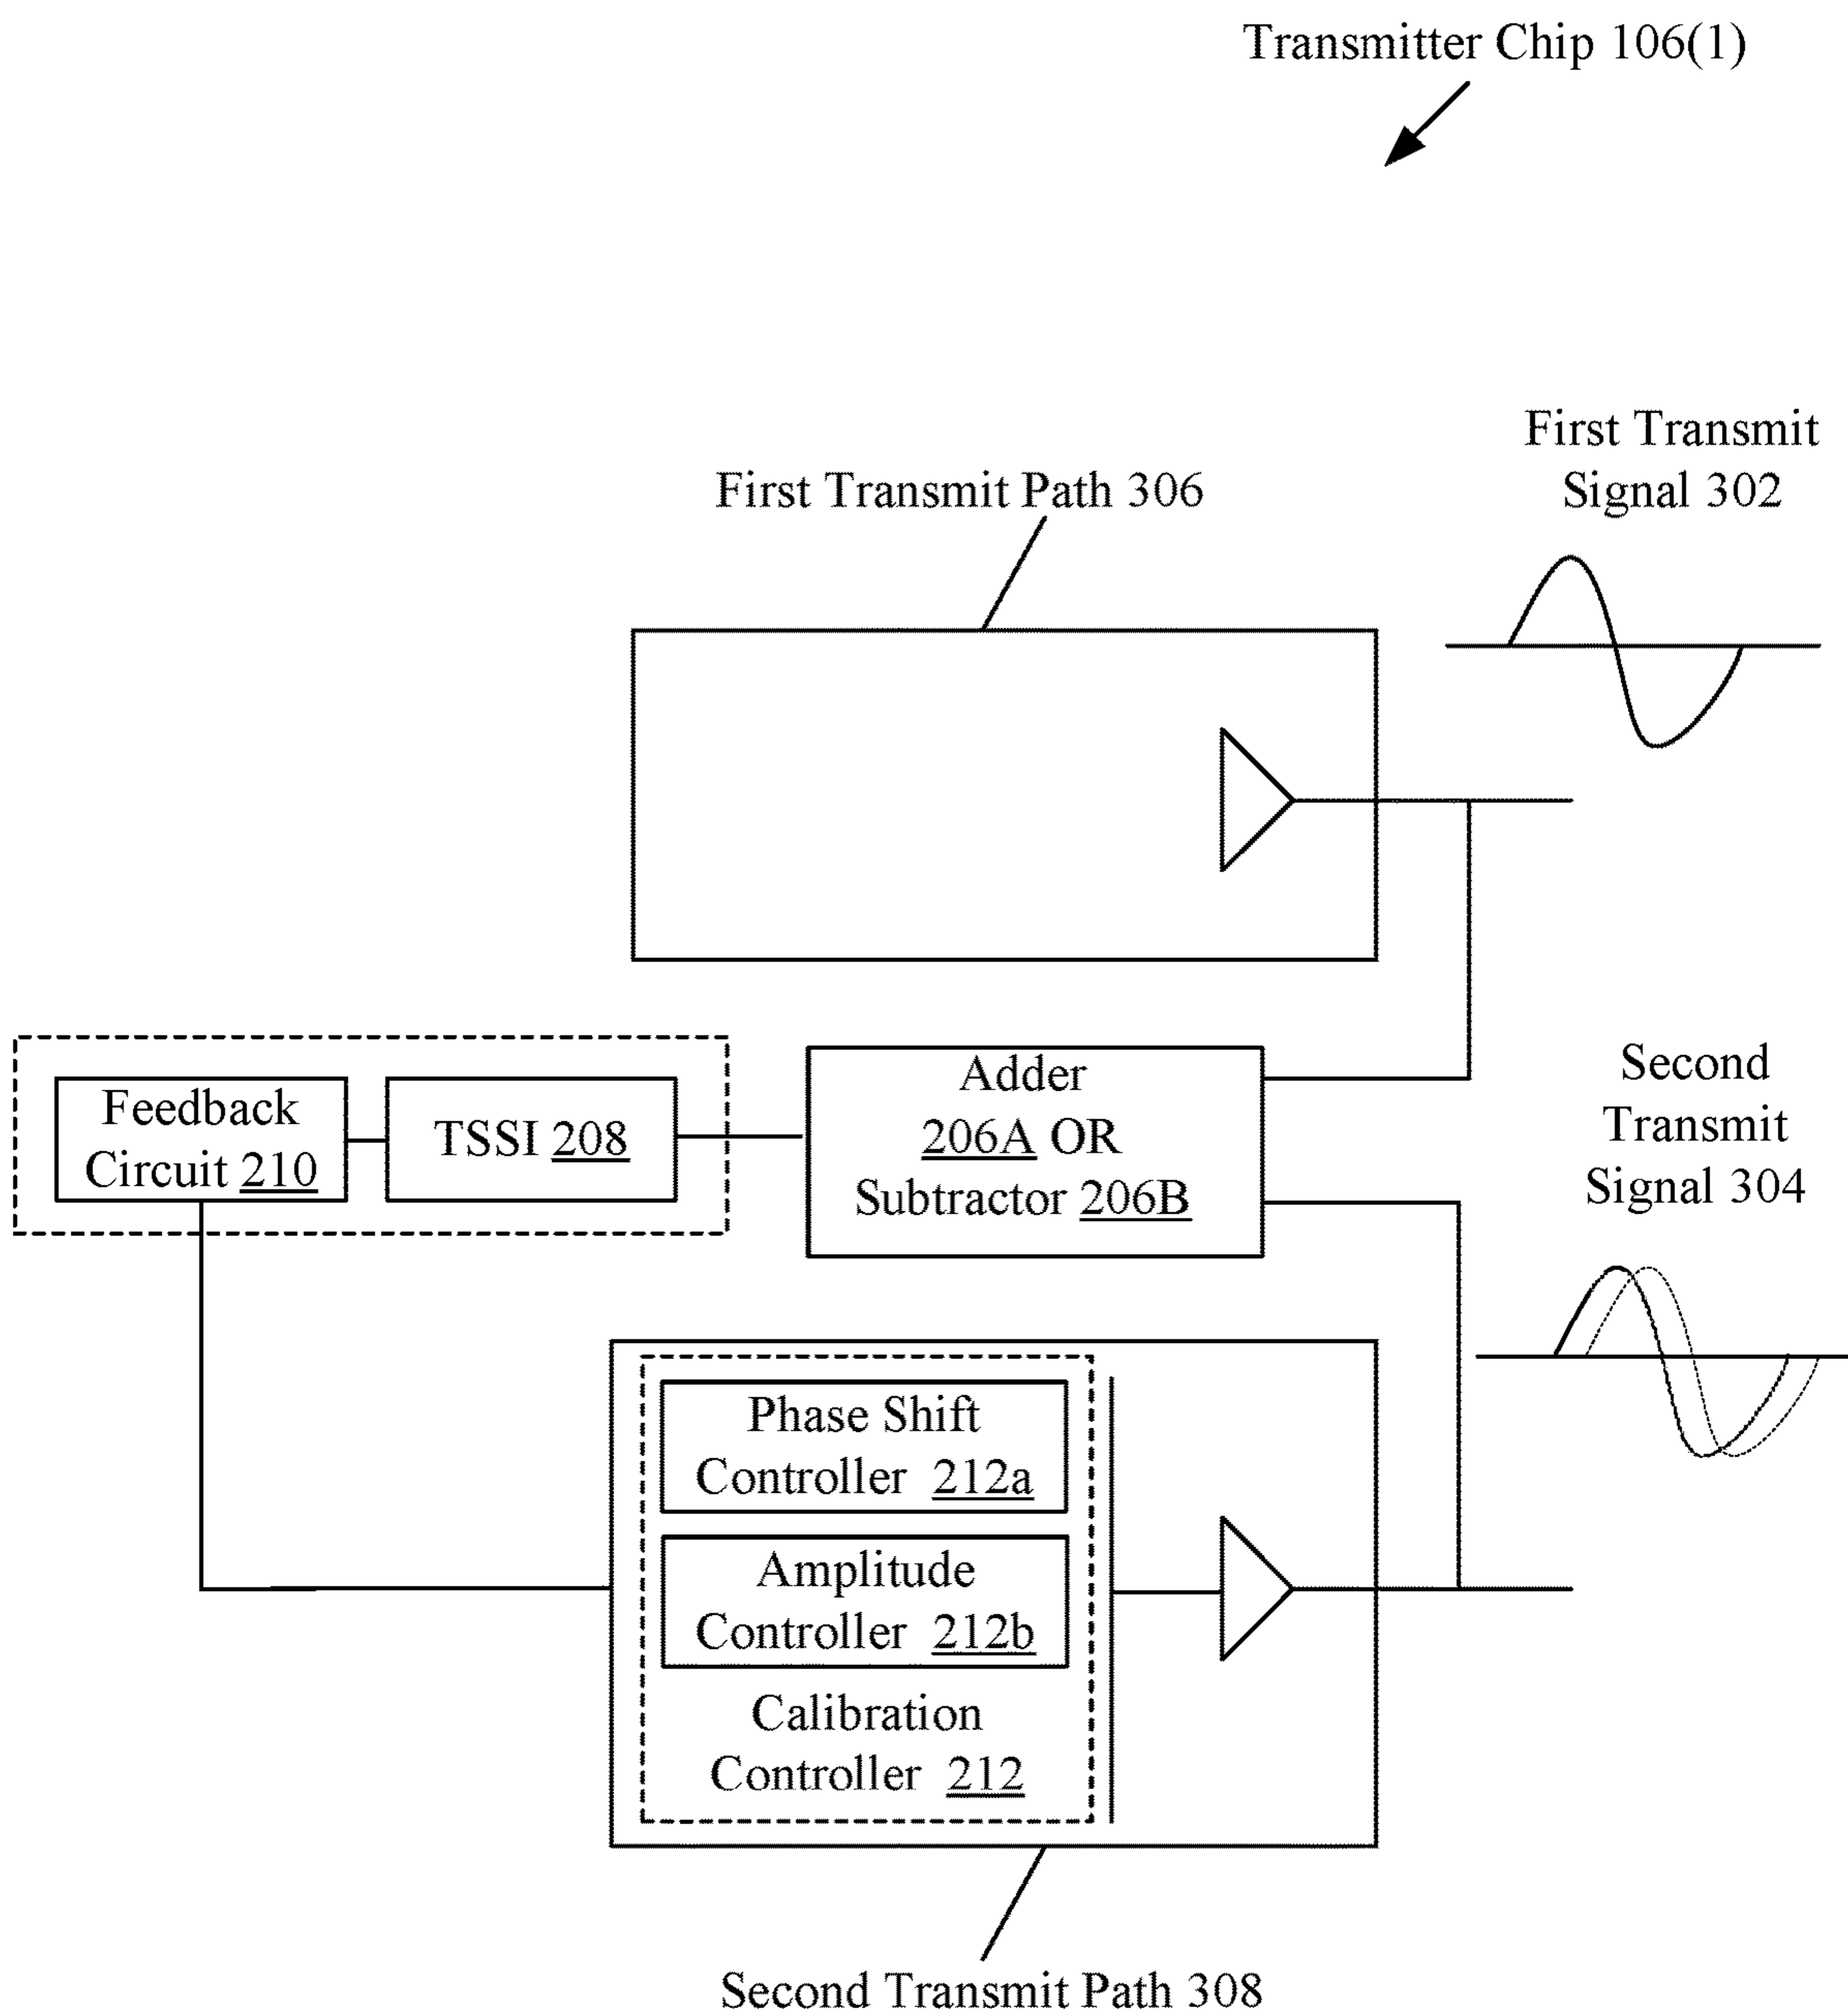 Transmitter Chip 106(1)
First Transmit
Signal 302
First Transmit Path 306
Second
Transmit
Signal 304
Feedback
Circuit 210
TSSI 208
Adder
206A OR
Subtractor 206B
Phase Shift
Controller 212a
Amplitude
Controller 212b
Calibration
Controller 212
Second Transmit Path 308